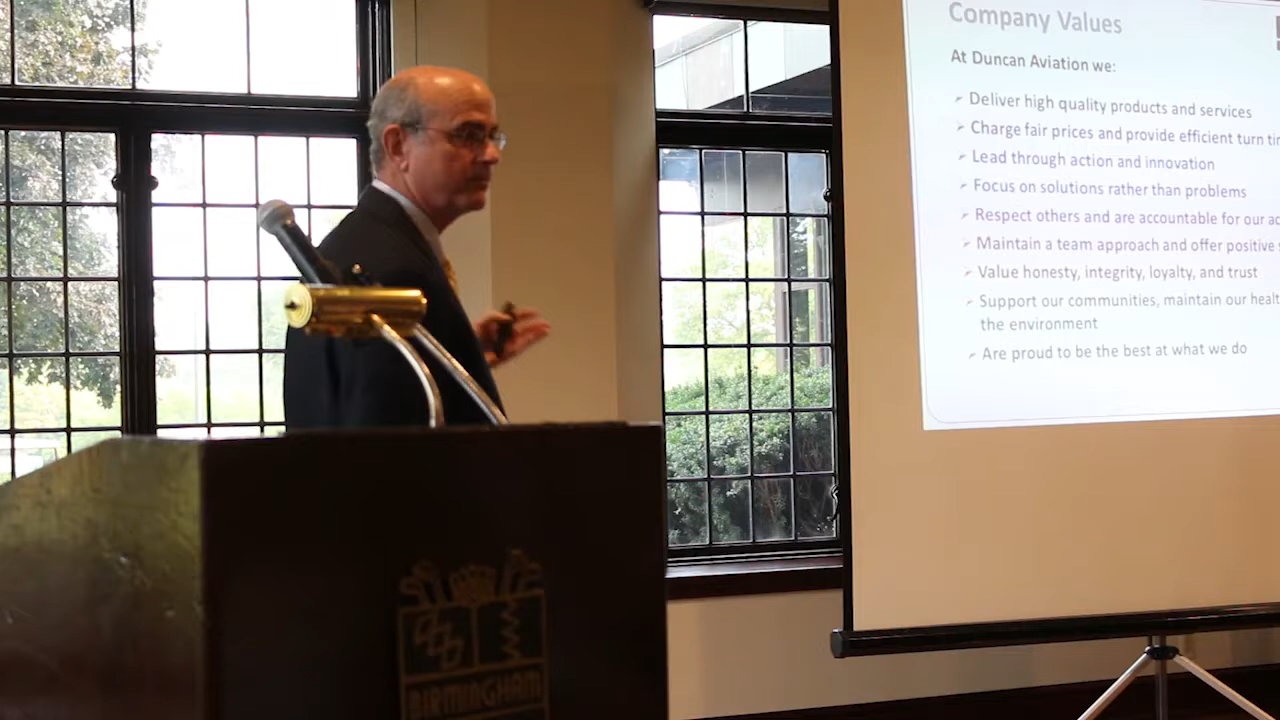 Company Values
At Duncan Aviation we:
Deliver high quality products and services
Charge fair prices and provide efficient turn
Lead through action and innovation
Focus on solutions rather than problems
Respect others and are accountable for our
Maintain a team approach and offer positive
Value honesty, integrity, loyalty, and trust
Support our communities, maintain our
the environment
Are proud to be the best at what we do
BIRMINGHAM